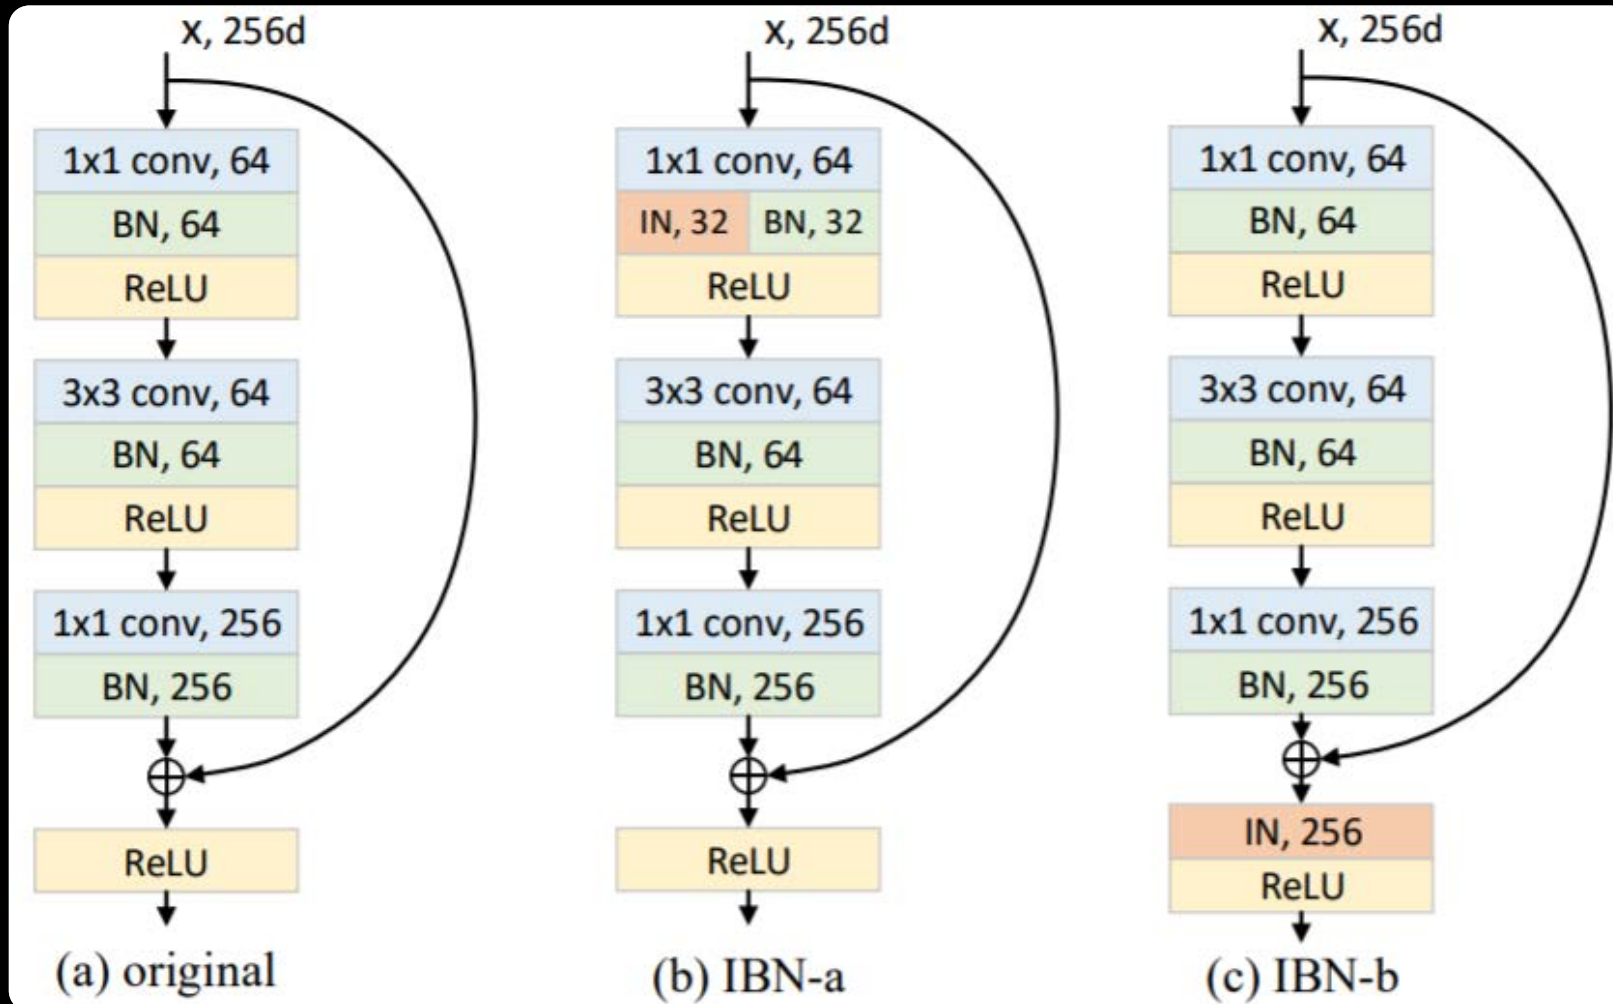 x, 256d
1x1 conv, 64
BN, 64
ReLU
3x3 conv, 64
BN, 64
ReLU
1x1 conv, 256
BN, 256
ReLU
(a) original
x, 256d
1x1 conv, 64
IN, 32 BN, 32
ReLU
3x3 conv, 64
BN, 64
ReLU
1x1 conv, 256
BN, 256
ReLU
(b) IBN-a
x, 256d
1x1 conv, 64
BN, 64
ReLU
3x3 conv, 64
BN, 64
ReLU
1x1 conv, 256
BN, 256
IN, 256
ReLU
(c) IBN-b